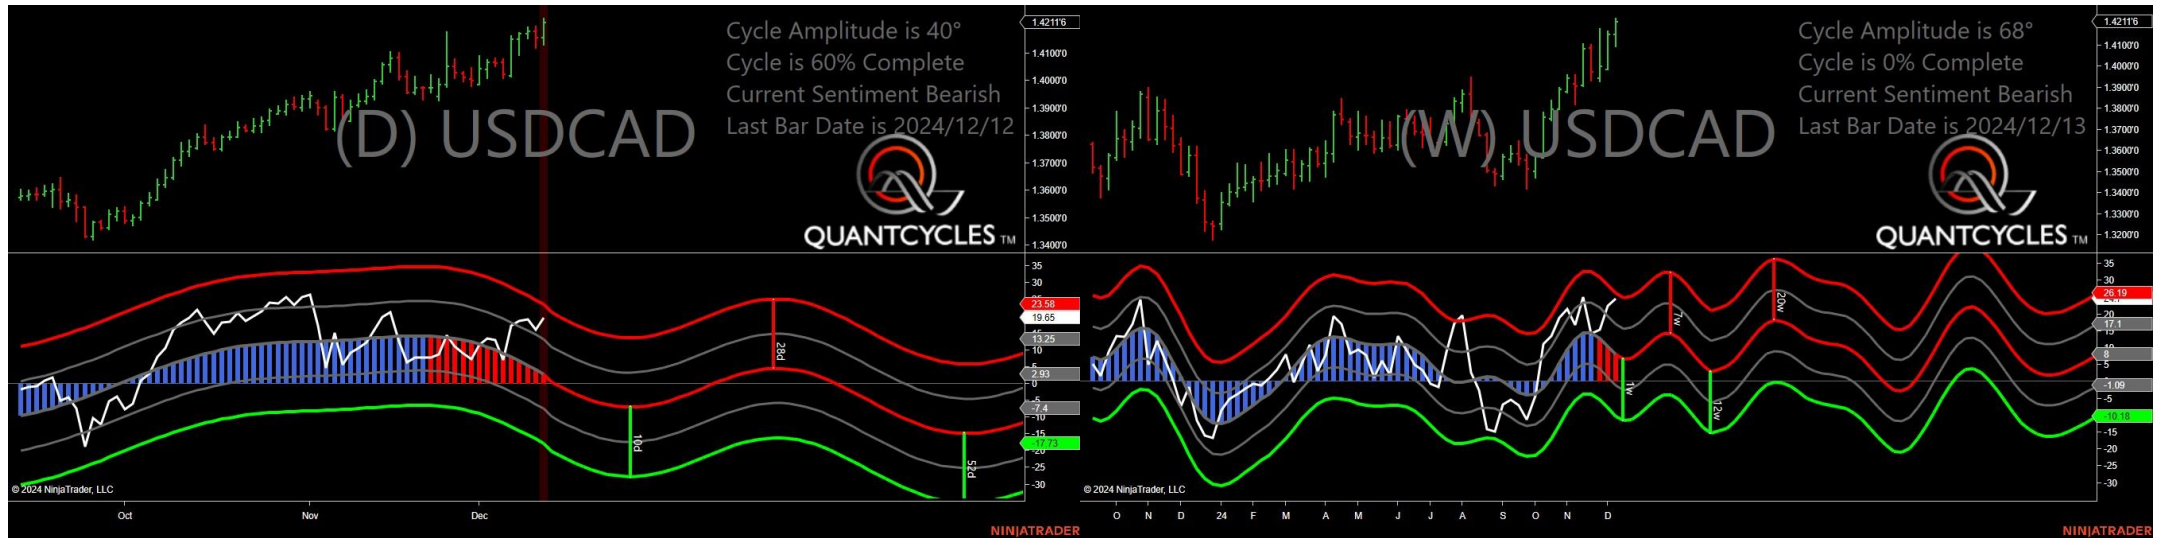 Cycle Amplitude is 40°
Cycle is 60% Complete
Current Sentiment Bearish
Last Bar Date is 2024/12/12
(D) USDCAD
QUANTCYCLES TM
1.4211'6
1.4100'0
1.4000'0
1.3900'0
1.3800'0
1.3700'0
1.3600'0
1.3500'0
1.3400'0
35
30
23.58
19.65
13.25
10
5
2.93
0
-5
-7.4
-10
-15
-17.73
-20
-25
-30
10d
28d
52d
© 2024 NinjaTrader, LLC
Oct Nov Dec
NINJATRADER
Cycle Amplitude is 68°
Cycle is 0% Complete
Current Sentiment Bearish
Last Bar Date is 2024/12/13
(W) USDCAD
QUANTCYCLES TM
1.4211'6
1.4100'0
1.4000'0
1.3900'0
1.3800'0
1.3700'0
1.3600'0
1.3500'0
1.3400'0
1.3300'0
1.3200'0
35
30
26.19
17.1
8
-1.09
-5
-10.18
-15
-20
-25
-30
1w
7w
12w
20w
© 2024 NinjaTrader, LLC
O N D 24 F M A M J J A S O N D
NINJATRADER